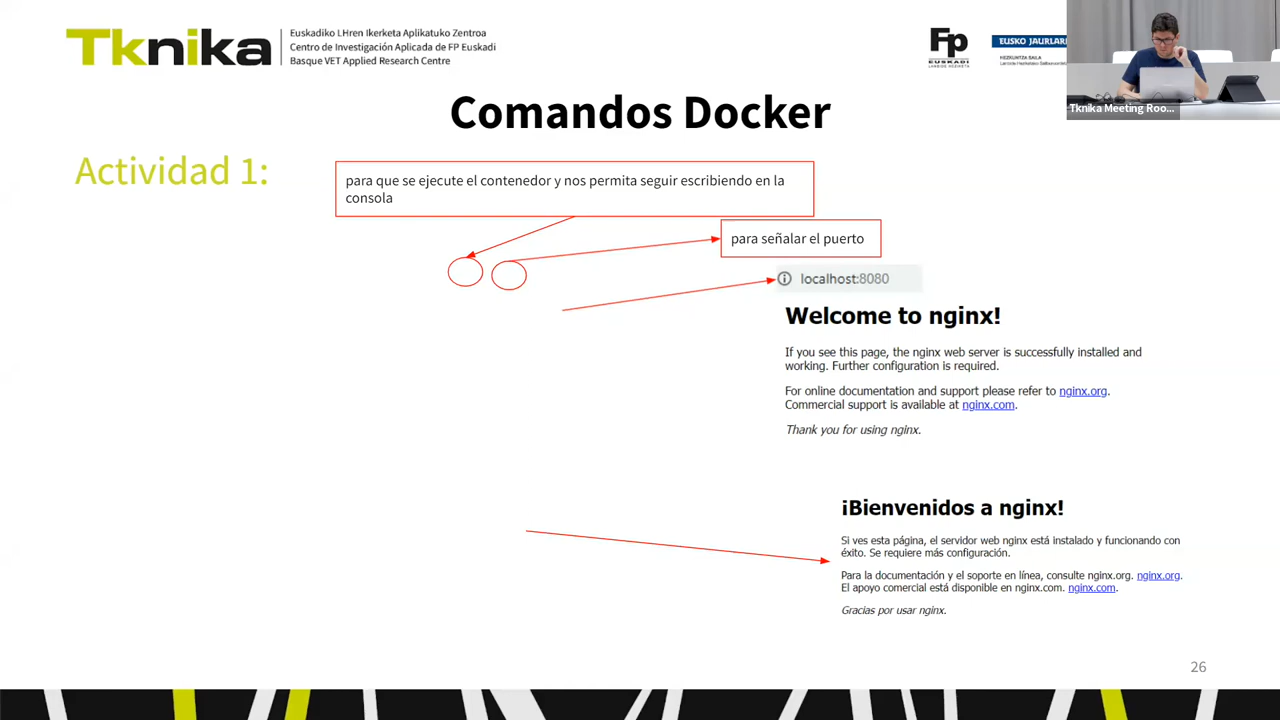 Tknika
Euskadiko LHren Ikerketa Aplikatuko Zentroa
Centro de Investigación Aplicada de FP Euskadi
Basque VET Applied Research Centre
Fp
EUSKADI
LANBIDE HEZIKETA
EUSKO JAURLARI
HEZKUNTZA SAILA
Tknika Meeting Roo...
Comandos Docker
Actividad 1:
para que se ejecute el contenedor y nos permita seguir escribiendo en la
consola
para señalar el puerto
localhost:8080
Welcome to nginx!
If you see this page, the nginx web server is successfully installed and
working. Further configuration is required.
For online documentation and support please refer to nginx.org.
Commercial support is available at nginx.com.
Thank you for using nginx.
¡Bienvenidos a nginx!
Si ves esta página, el servidor web nginx está instalado y funcionando con
éxito. Se requiere más configuración.
Para la documentación y el soporte en línea, consulte nginx.org. nginx.org.
El apoyo comercial está disponible en nginx.com. nginx.com.
Gracias por usar nginx.
26